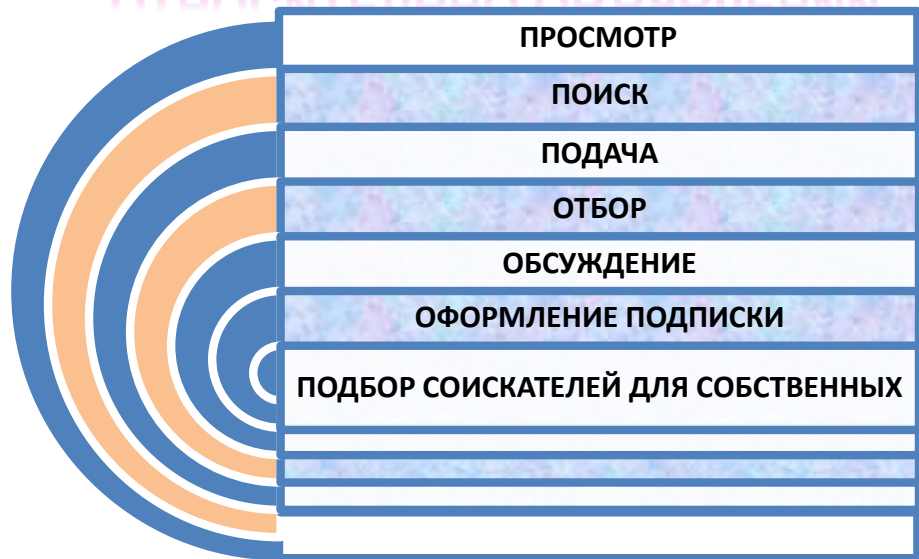 ПРОСМОТР
ПОИСК
ПОДАЧА
ОТБОР
ОБСУЖДЕНИЕ
ОФОРМЛЕНИЕ ПОДПИСКИ
ПОДБОР СОИСКАТЕЛЕЙ ДЛЯ СОБСТВЕННЫХ